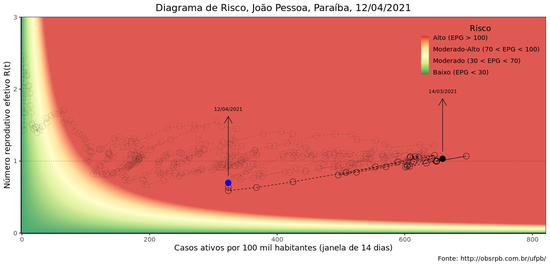 Diagrama de Risco, João Pessoa, Paraíba, 12/04/2021
Número reprodutivo efetivo R(t)
3
2
1
0
Risco
Alto (EPG > 100)
Moderado-Alto (70 < EPG < 100)
Moderado (30 < EPG < 70)
Baixo (EPG < 30)
14/03/2021
12/04/2021
0
200
400
600
800
Casos ativos por 100 mil habitantes (janela de 14 dias)
Fonte: http://obsrpb.com.br/ufpb/